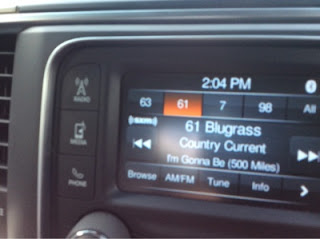 2:04 PM
63 61 7 98 All
((SiriusXM))
61 Blugrass
Country Current
I'm Gonna Be (500 Miles)
Browse AM/FM Tune Info
RADIO
MEDIA
PHONE